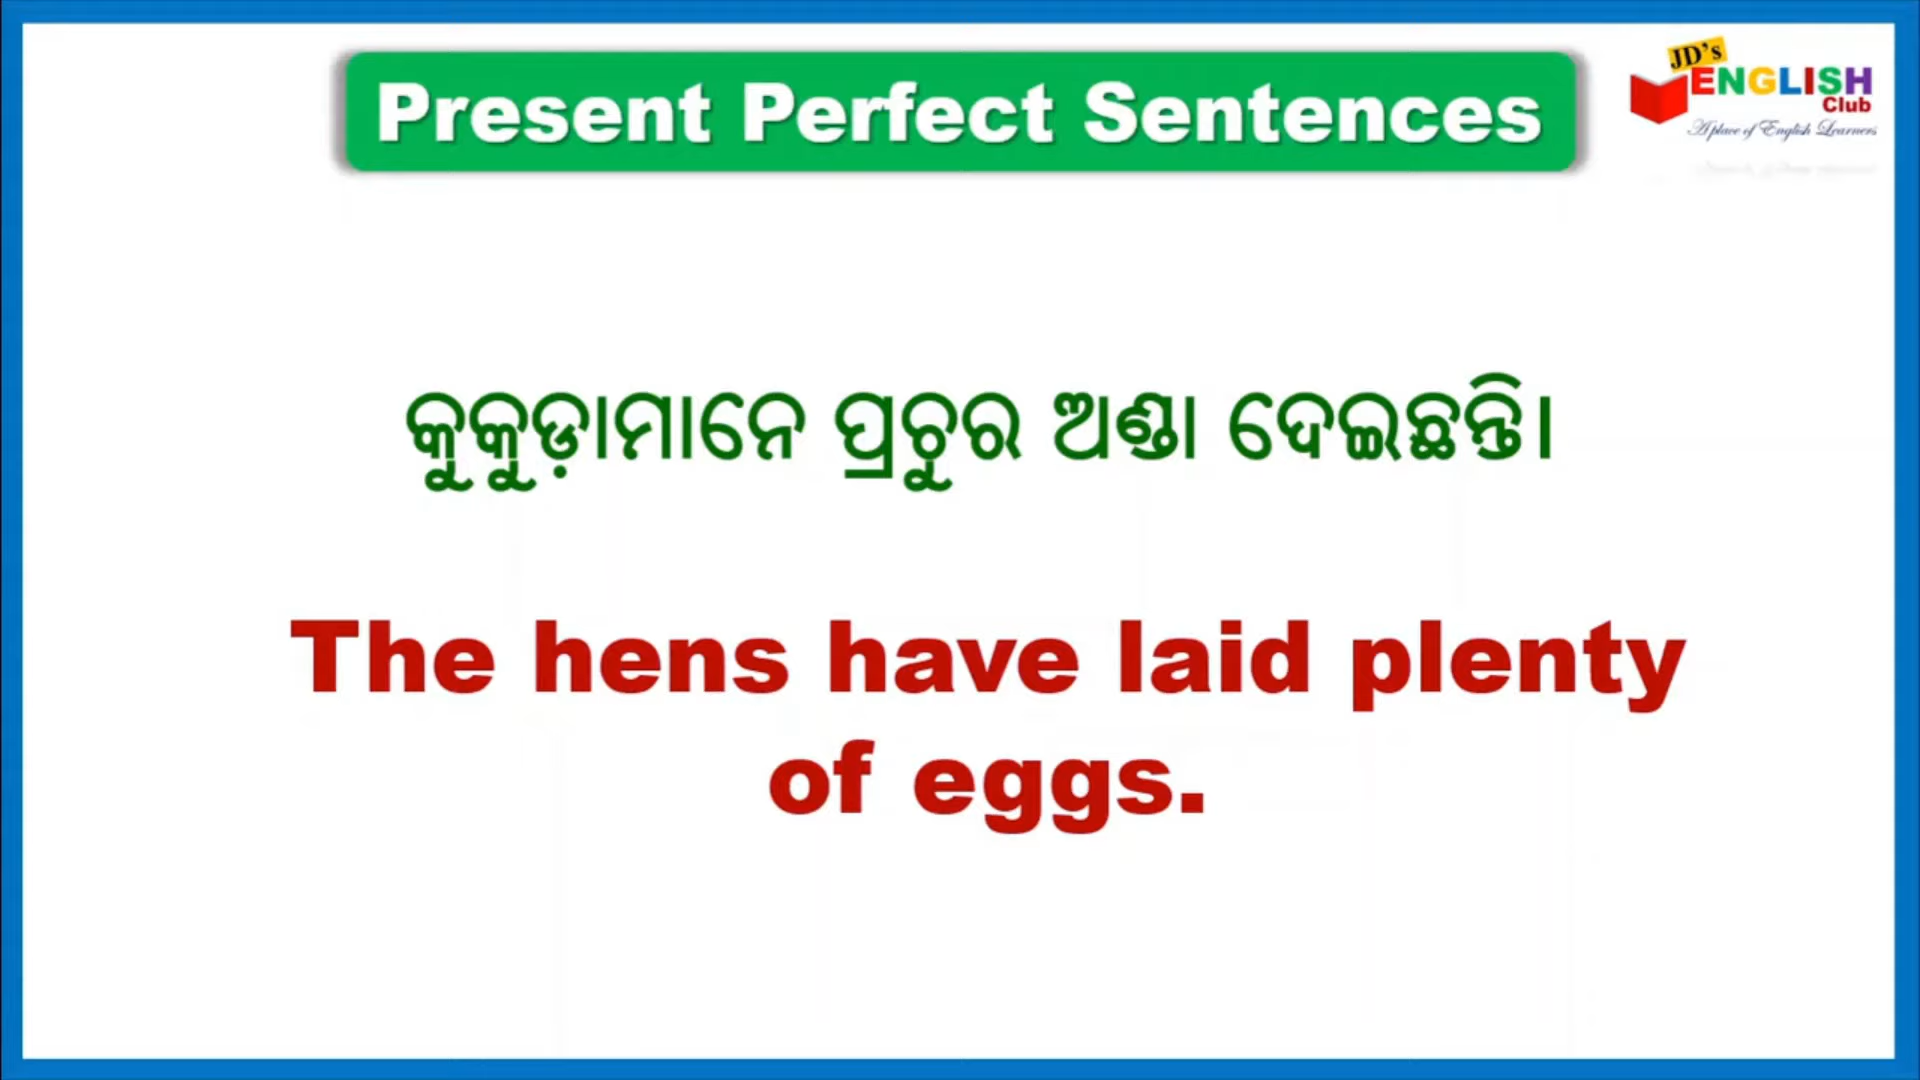 Present Perfect Sentences
JD's
ENGLISH
Club
A place of English Learners
କୁକୁଡ଼ାମାନେ ପ୍ରଚୁର ଅଣ୍ଡା ଦେଇଛନ୍ତି।
The hens have laid plenty
of eggs.